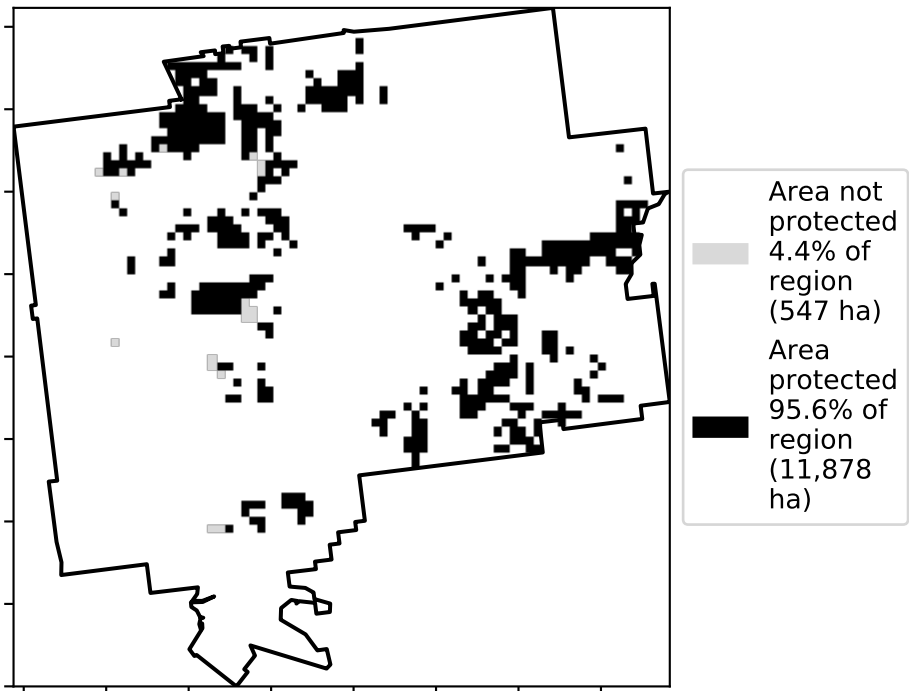 Area not
protected
4.4% of
region
(547 ha)
Area
protected
95.6% of
region
(11,878
ha)